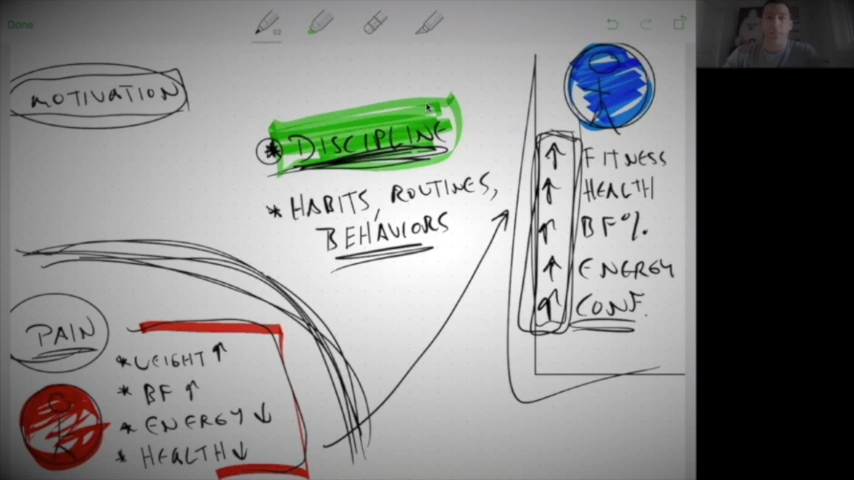 Done
MOTIVATION
* DISCIPLINE
* HABITS, ROUTINES,
BEHAVIORS
PAIN
* WEIGHT ↑
* BF ↑
* ENERGY ↓
* HEALTH ↓
↑ FITNESS
↑ HEALTH
↑ BF%.
↑ ENERGY
↑ CONF.